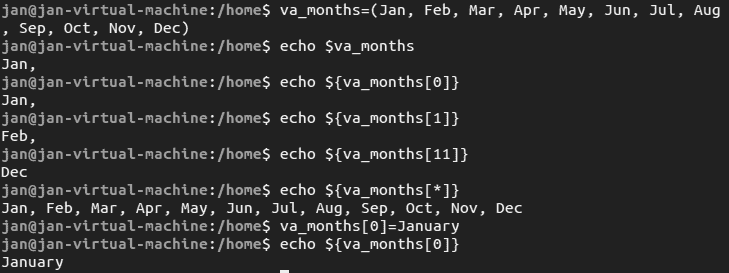 jan@jan-virtual-machine:/home$ va_months=(Jan, Feb, Mar, Apr, May, Jun, Jul, Aug
, Sep, Oct, Nov, Dec)
jan@jan-virtual-machine:/home$ echo $va_months
Jan,
jan@jan-virtual-machine:/home$ echo ${va_months[0]}
Jan,
jan@jan-virtual-machine:/home$ echo ${va_months[1]}
Feb,
jan@jan-virtual-machine:/home$ echo ${va_months[11]}
Dec
jan@jan-virtual-machine:/home$ echo ${va_months[*]}
Jan, Feb, Mar, Apr, May, Jun, Jul, Aug, Sep, Oct, Nov, Dec
jan@jan-virtual-machine:/home$ va_months[0]=January
jan@jan-virtual-machine:/home$ echo ${va_months[0]}
January